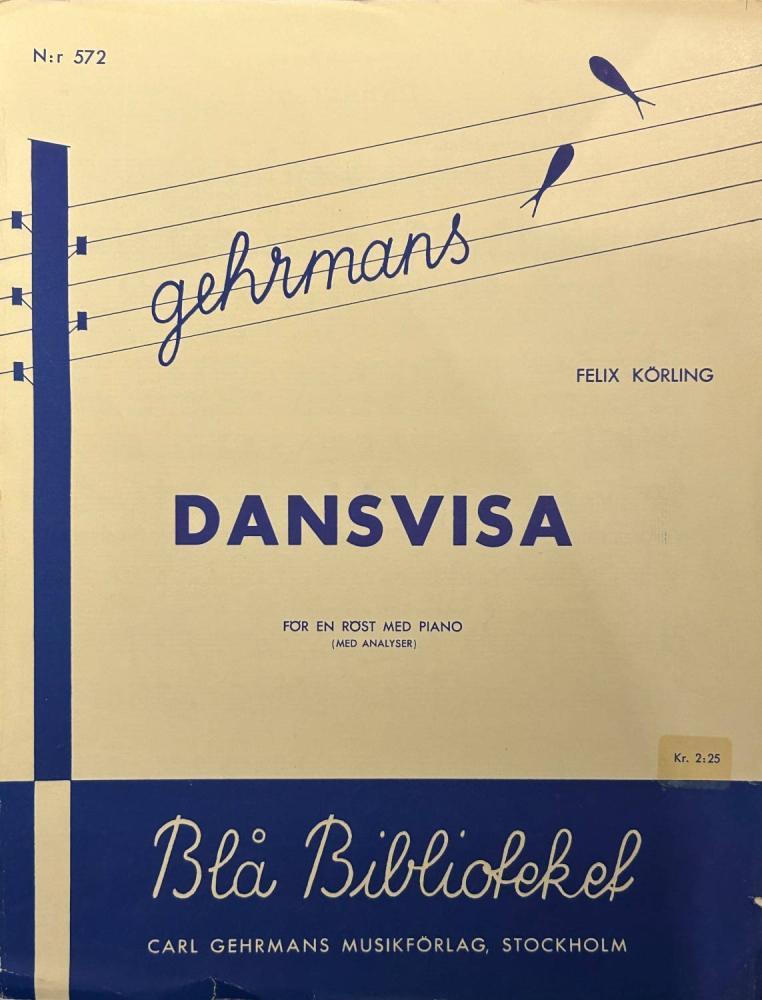 N:r 572
gehrmans
FELIX KÖRLING
DANSVISA
FÖR EN RÖST MED PIANO
(MED ANALYSER)
Kr. 2:25
Blå Biblioteket
CARL GEHRMANS MUSIKFÖRLAG, STOCKHOLM